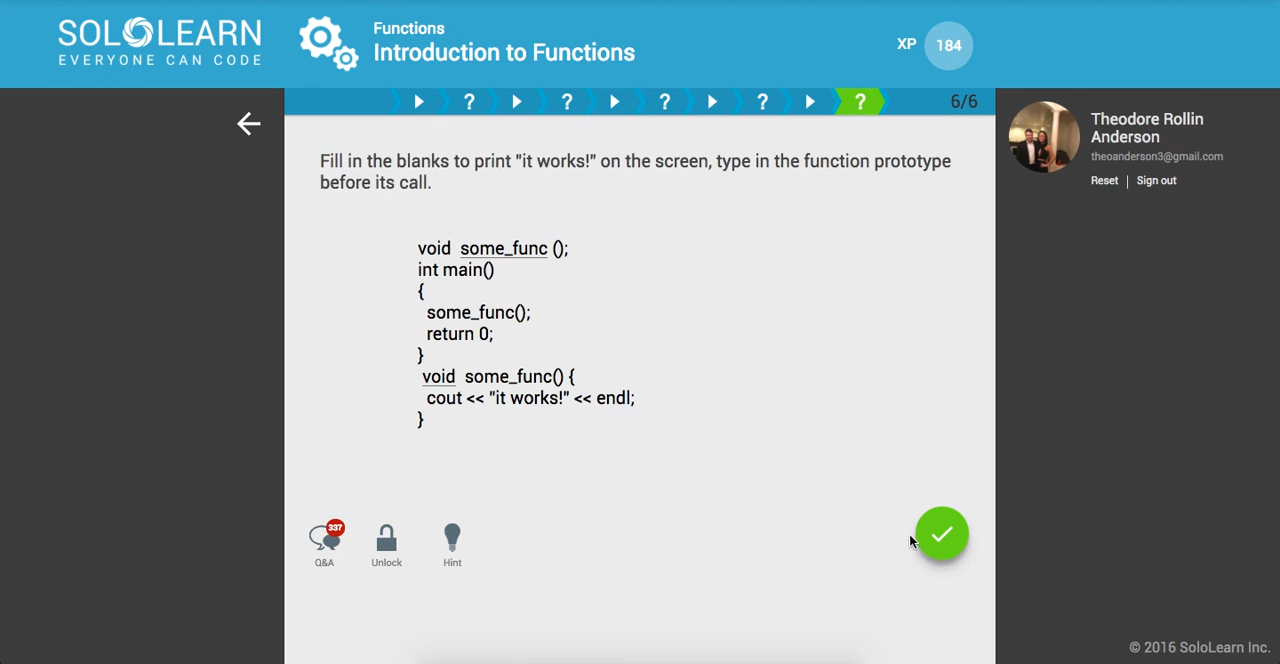 SOLOLEARN
EVERYONE CAN CODE
Functions
Introduction to Functions
XP 184
? ? ? ? ? 6/6
Theodore Rollin
Anderson
theoanderson3@gmail.com
Reset | Sign out
Fill in the blanks to print "it works!" on the screen, type in the function prototype
before its call.
void some_func ();
int main()
{
some_func();
return 0;
}
void some_func() {
cout << "it works!" << endl;
}
337
Q&A Unlock Hint
© 2016 SoloLearn Inc.